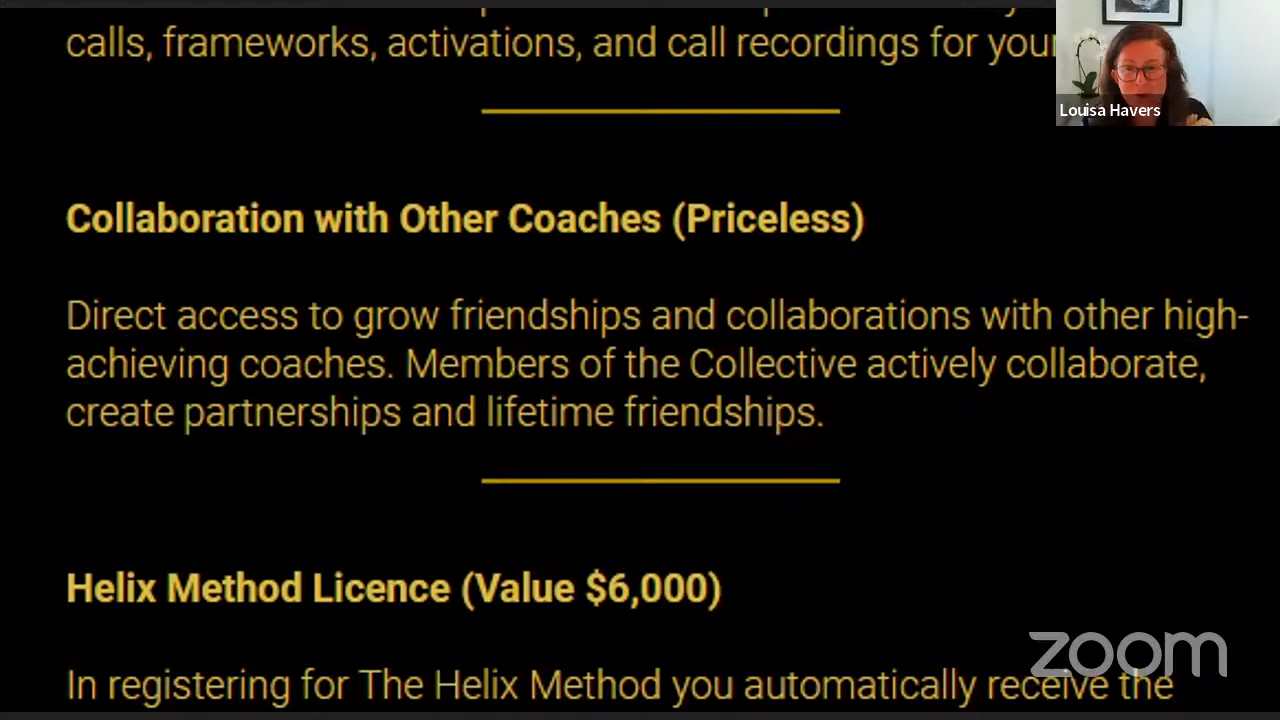 calls, frameworks, activations, and call recordings for your
Louisa Havers
Collaboration with Other Coaches (Priceless)
Direct access to grow friendships and collaborations with other high-
achieving coaches. Members of the Collective actively collaborate,
create partnerships and lifetime friendships.
Helix Method Licence (Value $6,000)
In registering for The Helix Method you automatically receive the
zoom